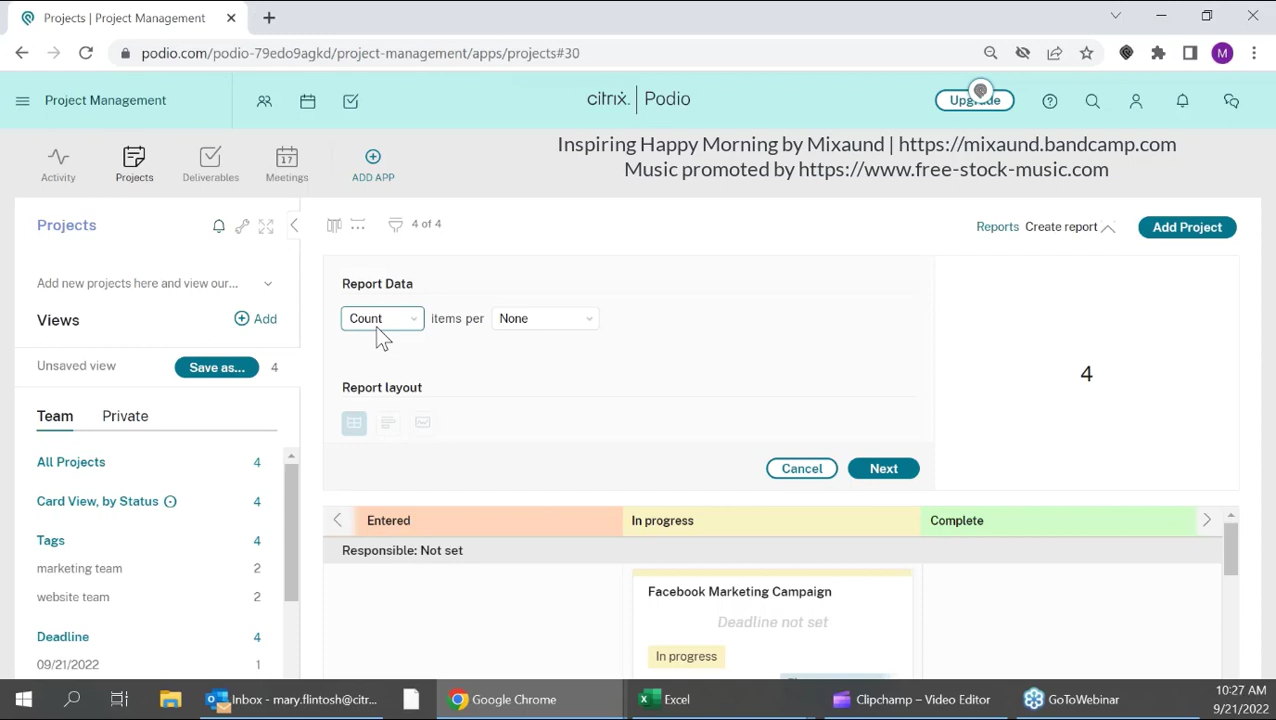 Projects | Project Management
podio.com/podio-79edo9agkd/project-management/apps/projects#30
M
Project Management
citrix | Podio
Upgrade
Inspiring Happy Morning by Mixaund | https://mixaund.bandcamp.com
Music promoted by https://www.free-stock-music.com
Activity
Projects
Deliverables
17
Meetings
ADD APP
Projects
4 of 4
Reports Create report
Add Project
Add new projects here and view our...
Views
Add
Unsaved view
Save as...
4
Team
Private
All Projects 4
Card View, by Status 4
Tags 4
marketing team 2
website team 2
Deadline 4
09/21/2022 1
Report Data
Count items per None
Report layout
Cancel
Next
4
Entered
In progress
Complete
Responsible: Not set
Facebook Marketing Campaign
Deadline not set
In progress
Inbox - mary.flintosh@citr...
Google Chrome
Excel
Clipchamp – Video Editor
GoToWebinar
10:27 AM
9/21/2022